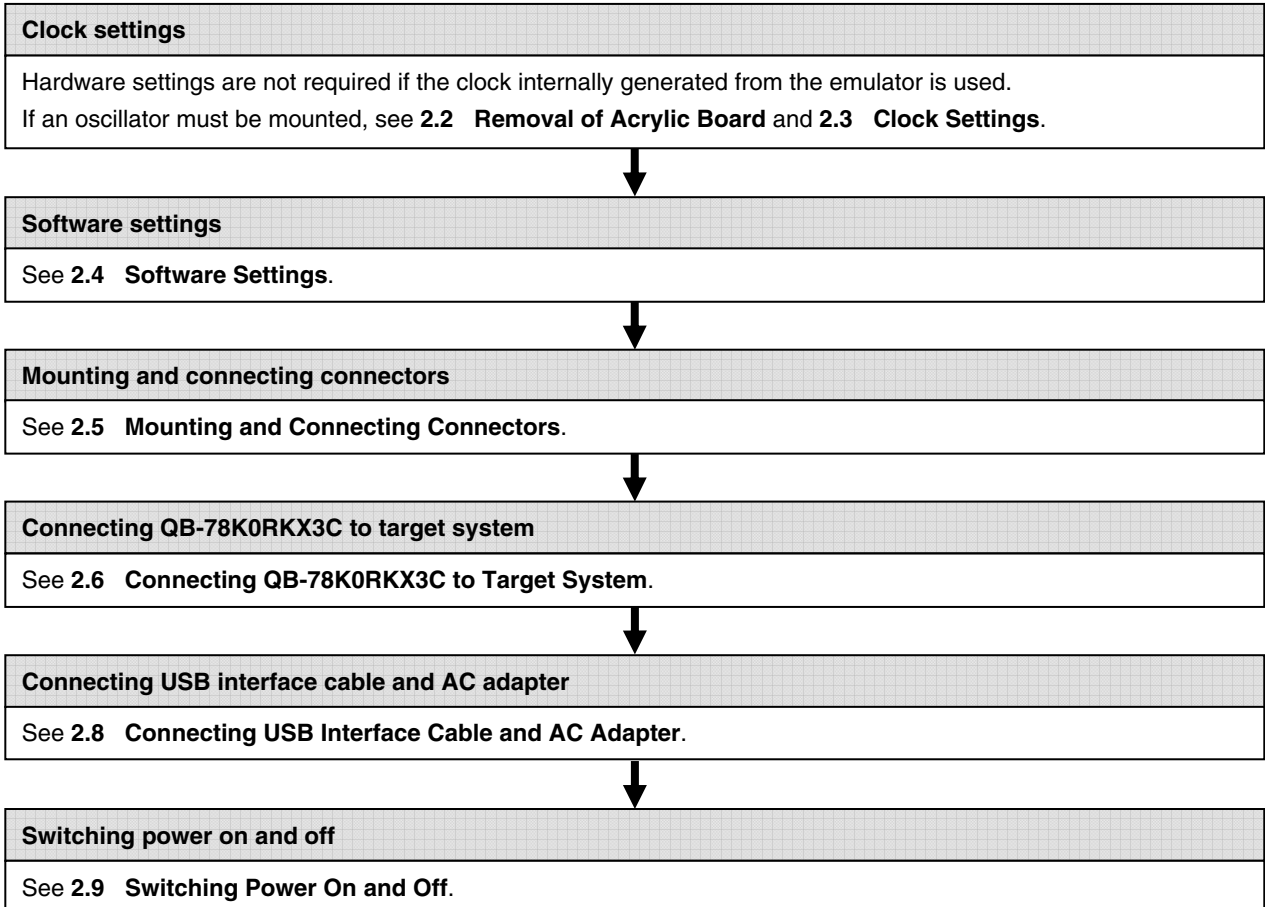 Clock settings
Hardware settings are not required if the clock internally generated from the emulator is used.
If an oscillator must be mounted, see 2.2 Removal of Acrylic Board and 2.3 Clock Settings.
Software settings
See 2.4 Software Settings.
Mounting and connecting connectors
See 2.5 Mounting and Connecting Connectors.
Connecting QB-78K0RKX3C to target system
See 2.6 Connecting QB-78K0RKX3C to Target System.
Connecting USB interface cable and AC adapter
See 2.8 Connecting USB Interface Cable and AC Adapter.
Switching power on and off
See 2.9 Switching Power On and Off.